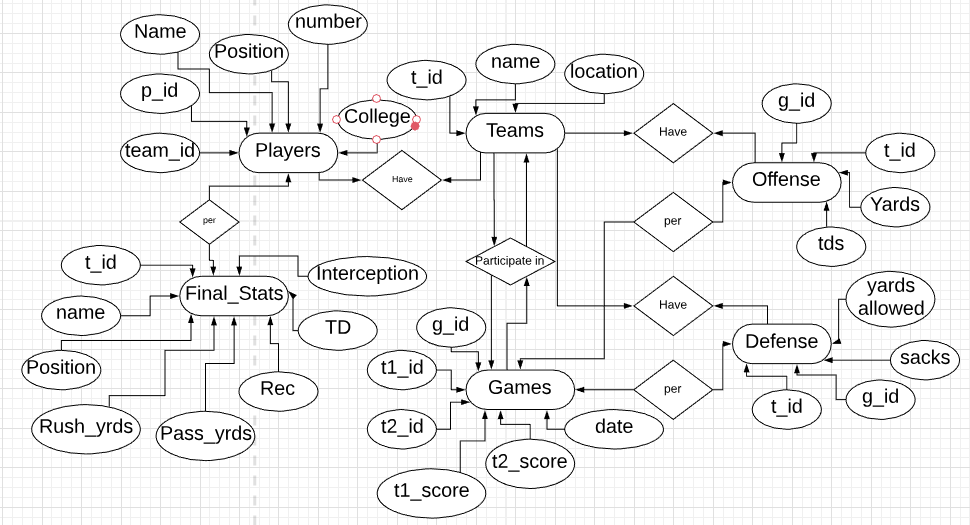 Name
number
Position
p_id
College
team_id
Players
Have
per
t_id
name
location
Teams
Have
g_id
t_id
Offense
Yards
tds
per
Participate in
t_id
Interception
Final_Stats
name
TD
Position
Rec
Rush_yrds
Pass_yrds
g_id
t1_id
Games
t2_id
date
t2_score
t1_score
Have
yards
allowed
Defense
sacks
per
t_id
g_id